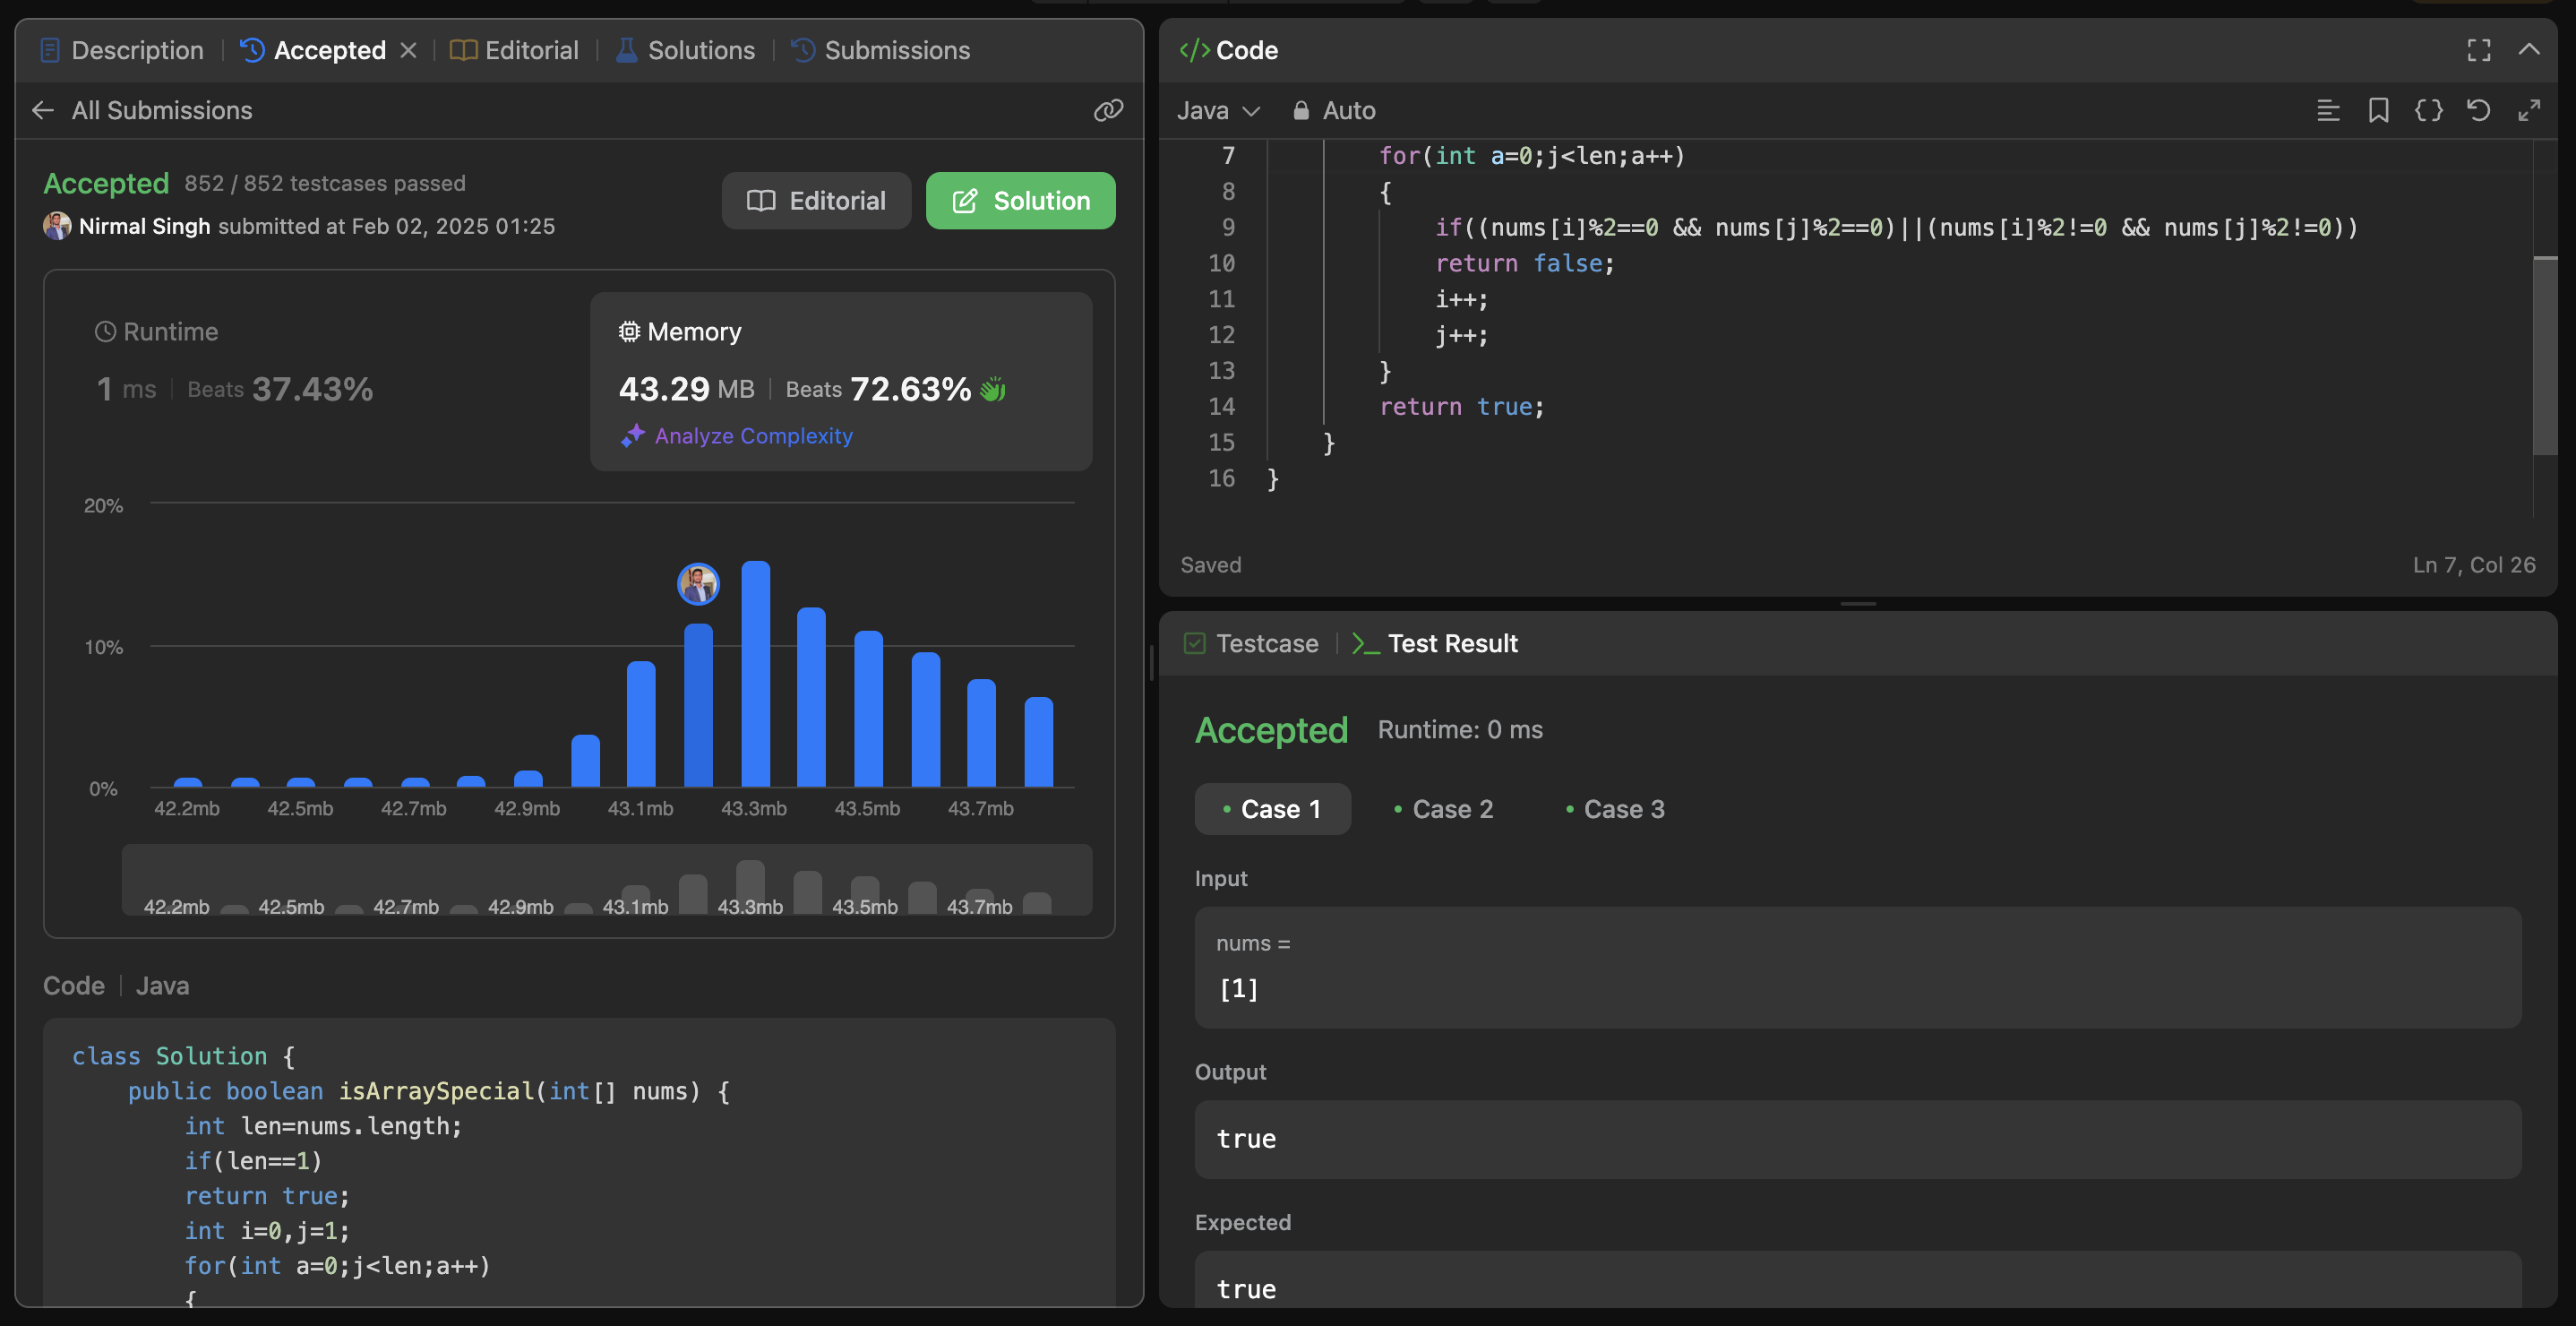 Description
Accepted
Editorial
Solutions
Submissions
All Submissions
Accepted 852 / 852 testcases passed
Nirmal Singh submitted at Feb 02, 2025 01:25
Editorial
Solution
Runtime
1 ms Beats 37.43%
Memory
43.29 MB Beats 72.63%
Analyze Complexity
20%
10%
0%
42.2mb 42.5mb 42.7mb 42.9mb 43.1mb 43.3mb 43.5mb 43.7mb
42.2mb 42.5mb 42.7mb 42.9mb 43.1mb 43.3mb 43.5mb 43.7mb
Code Java
class Solution {
    public boolean isArraySpecial(int[] nums) {
        int len=nums.length;
        if(len==1)
        return true;
        int i=0,j=1;
        for(int a=0;j<len;a++)
        {
</> Code
Java Auto
7 for(int a=0;j<len;a++)
8 {
9 if((nums[i]%2==0 && nums[j]%2==0)||(nums[i]%2!=0 && nums[j]%2!=0))
10 return false;
11 i++;
12 j++;
13 }
14 return true;
15 }
16 }
Saved
Ln 7, Col 26
Testcase
Test Result
Accepted Runtime: 0 ms
Case 1
Case 2
Case 3
Input
nums =
[1]
Output
true
Expected
true